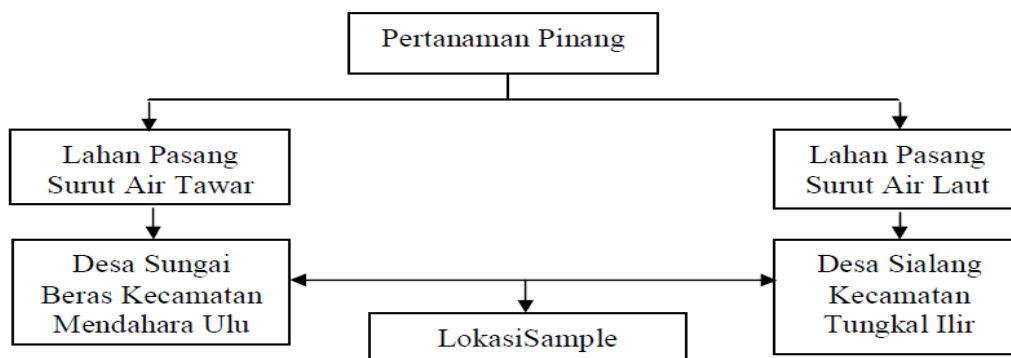 Pertanaman Pinang
Lahan Pasang
Surut Air Tawar
Lahan Pasang
Surut Air Laut
Desa Sungai
Beras Kecamatan
Mendahara Ulu
Desa Sialang
Kecamatan
Tungkal Ilir
LokasiSample